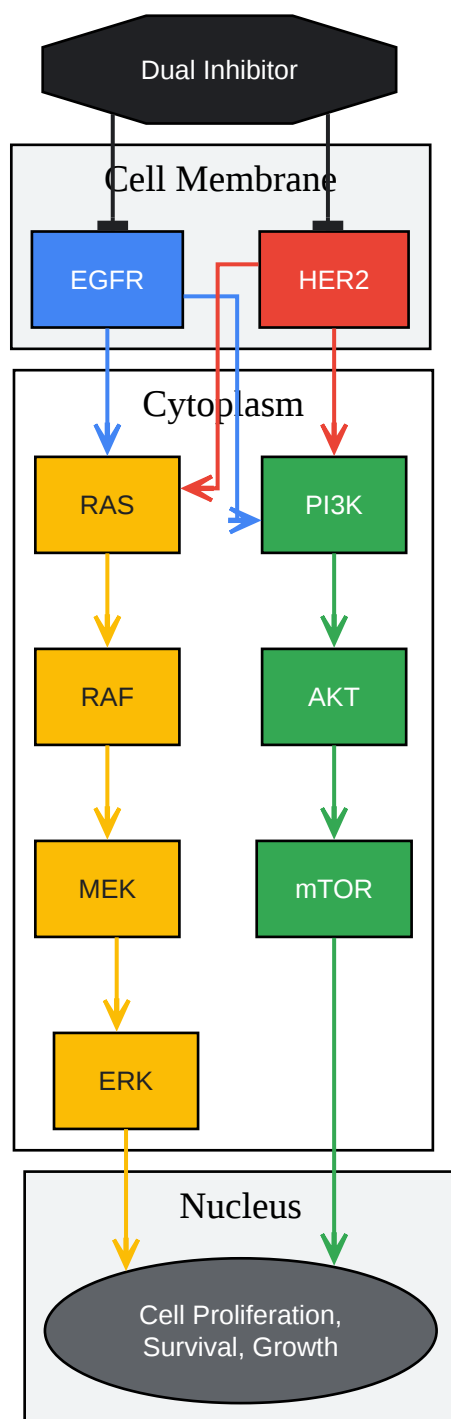 Dual Inhibitor
Cell Membrane
EGFR
HER2
Cytoplasm
RAS
PI3K
RAF
AKT
MEK
mTOR
ERK
Nucleus
Cell Proliferation,
Survival, Growth